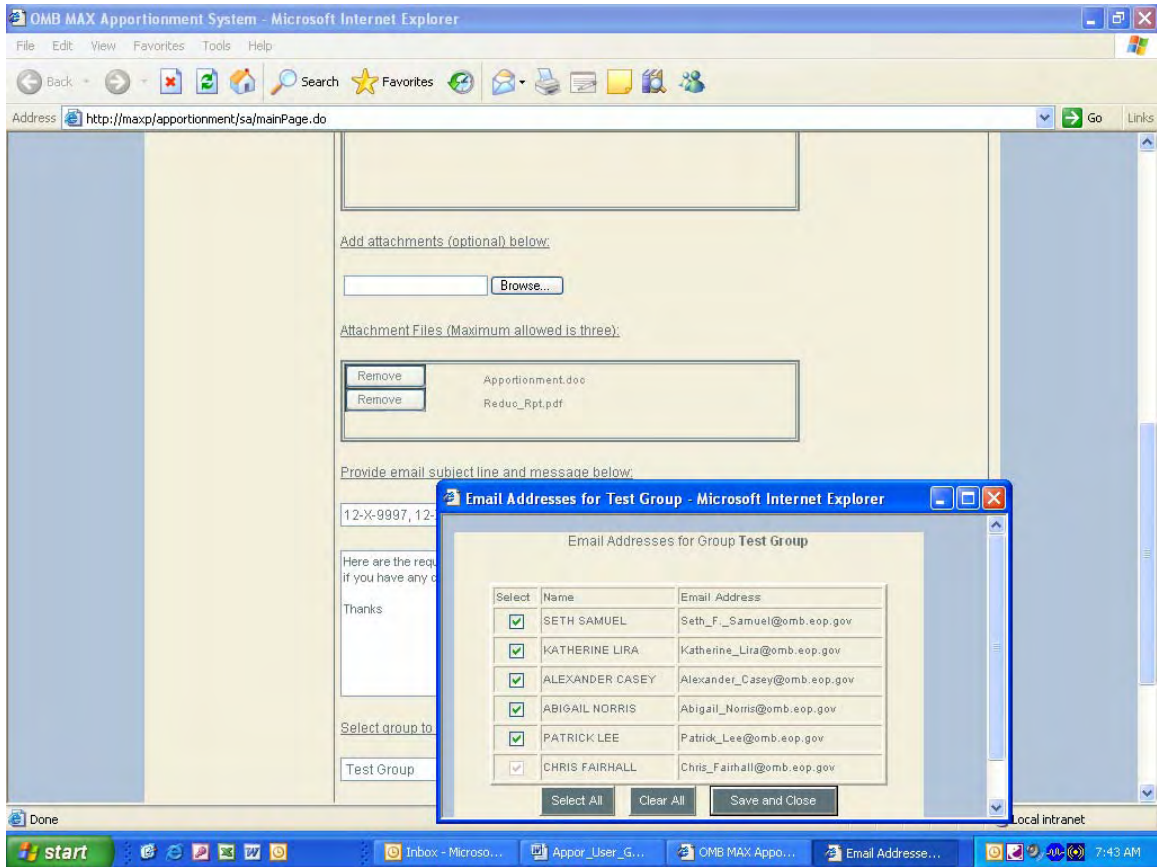 OMB MAX Apportionment System - Microsoft Internet Explorer
File Edit View Favorites Tools Help
Back Search Favorites
Address http://maxp/apportionment/sa/mainPage.do Go Links
Add attachments (optional) below:
Browse...
Attachment Files (Maximum allowed is three):
Remove Apportionment.doc
Remove Reduc_Rpt.pdf
Provide email subject line and message below:
12-X-9997, 12-
Here are the requ
if you have any
Thanks
Select group to
Test Group
Email Addresses for Test Group - Microsoft Internet Explorer
Email Addresses for Group Test Group
Select Name Email Address
SETH SAMUEL Seth_F._Samuel@omb.eop.gov
KATHERINE LIRA Katherine_Lira@omb.eop.gov
ALEXANDER CASEY Alexander_Casey@omb.eop.gov
ABIGAIL NORRIS Abigail_Norris@omb.eop.gov
PATRICK LEE Patrick_Lee@omb.eop.gov
CHRIS FAIRHALL Chris_Fairhall@omb.eop.gov
Select All Clear All Save and Close
Done Local intranet
start Inbox - Microso... Appor_User_G... OMB MAX Appo... Email Addresse... 7:43 AM